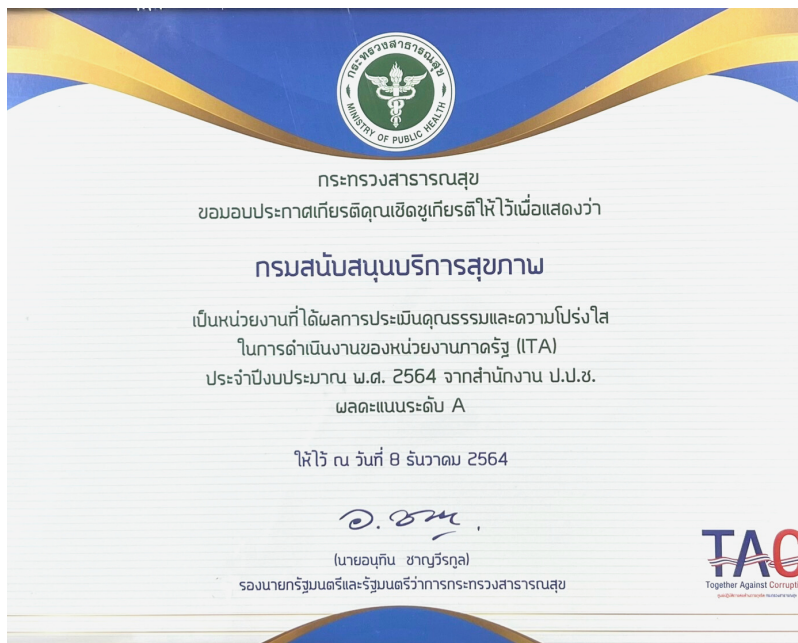 กระทรวงสาธารณสุข
MINISTRY OF PUBLIC HEALTH
กระทรวงสาธารณสุข
ขอมอบประกาศเกียรติคุณเชิดชูเกียรติให้ไว้เพื่อแสดงว่า
กรมสนับสนุนบริการสุขภาพ
เป็นหน่วยงานที่ได้ผลการประเมินคุณธรรมและความโปร่งใส
ในการดำเนินงานของหน่วยงานภาครัฐ (ITA)
ประจำปีงบประมาณ พ.ศ. 2564 จากสำนักงาน ป.ป.ช.
ผลคะแนนระดับ A
ให้ไว้ ณ วันที่ 8 ธันวาคม 2564
(นายอนุทิน ชาญวีรกูล)
รองนายกรัฐมนตรีและรัฐมนตรีว่าการกระทรวงสาธารณสุข
TAC
Together Against Corrupti